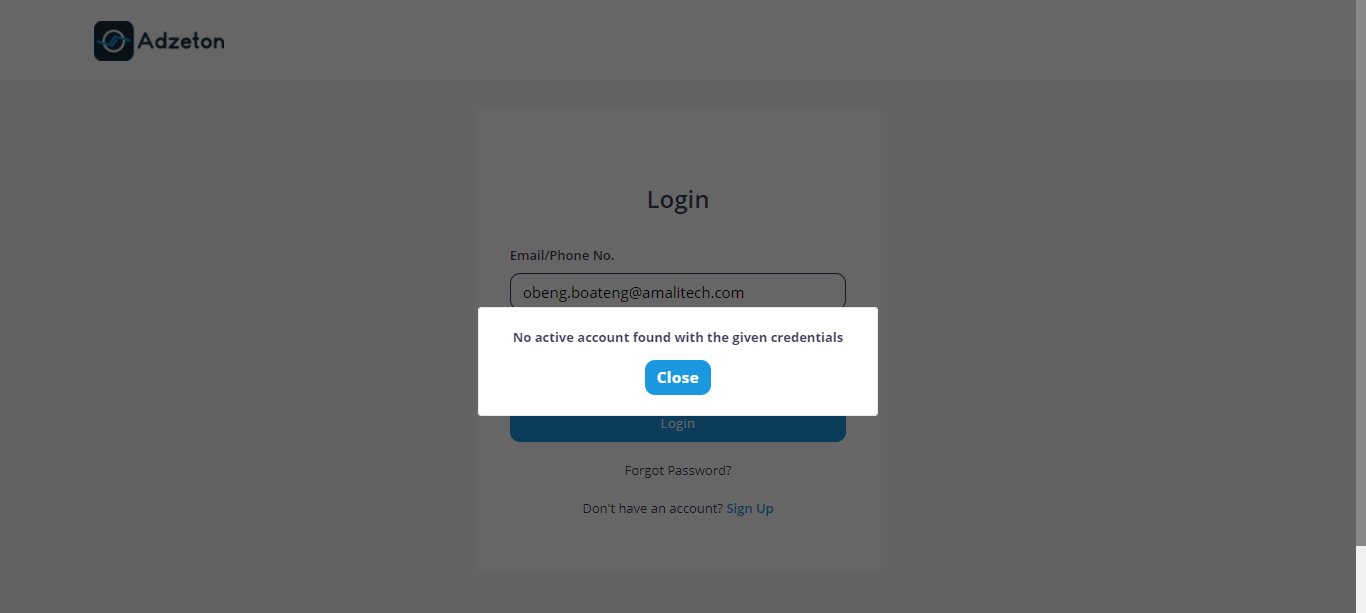 Adzeton
Login
Email/Phone No.
obeng.boateng@amalitech.com
No active account found with the given credentials
Close
Login
Forgot Password?
Don't have an account? Sign Up